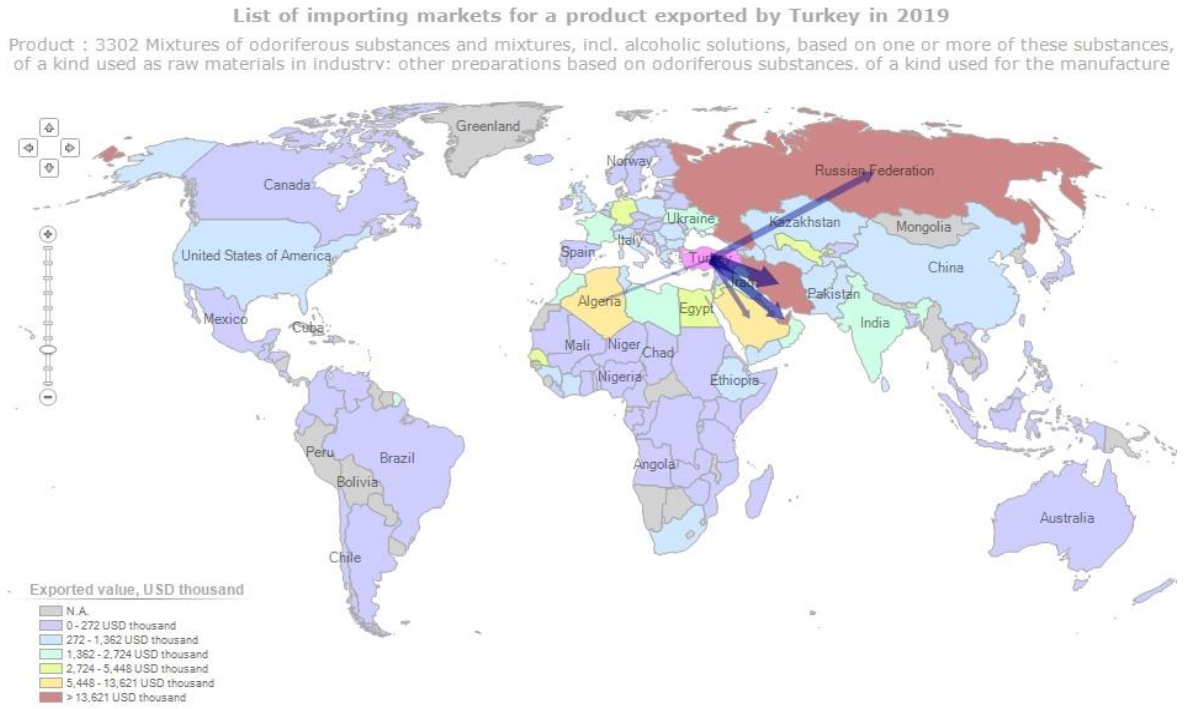 List of importing markets for a product exported by Turkey in 2019
Product : 3302 Mixtures of odoriferous substances and mixtures, incl. alcoholic solutions, based on one or more of these substances,
of a kind used as raw materials in industry; other preparations based on odoriferous substances, of a kind used for the manufacture
Greenland
Norway
Russian Federation
Canada
Ukraine
Kazakhstan
Mongolia
Italy
Spain
Turkey
United States of America
China
Iraq
Pakistan
Algeria
Egypt
Mexico
Cuba
India
Mali
Niger
Chad
Nigeria
Ethiopia
Peru
Brazil
Angola
Bolivia
Australia
Chile
Exported value, USD thousand
N.A.
0 - 272 USD thousand
272 - 1,362 USD thousand
1,362 - 2,724 USD thousand
2,724 - 5,448 USD thousand
5,448 - 13,621 USD thousand
> 13,621 USD thousand